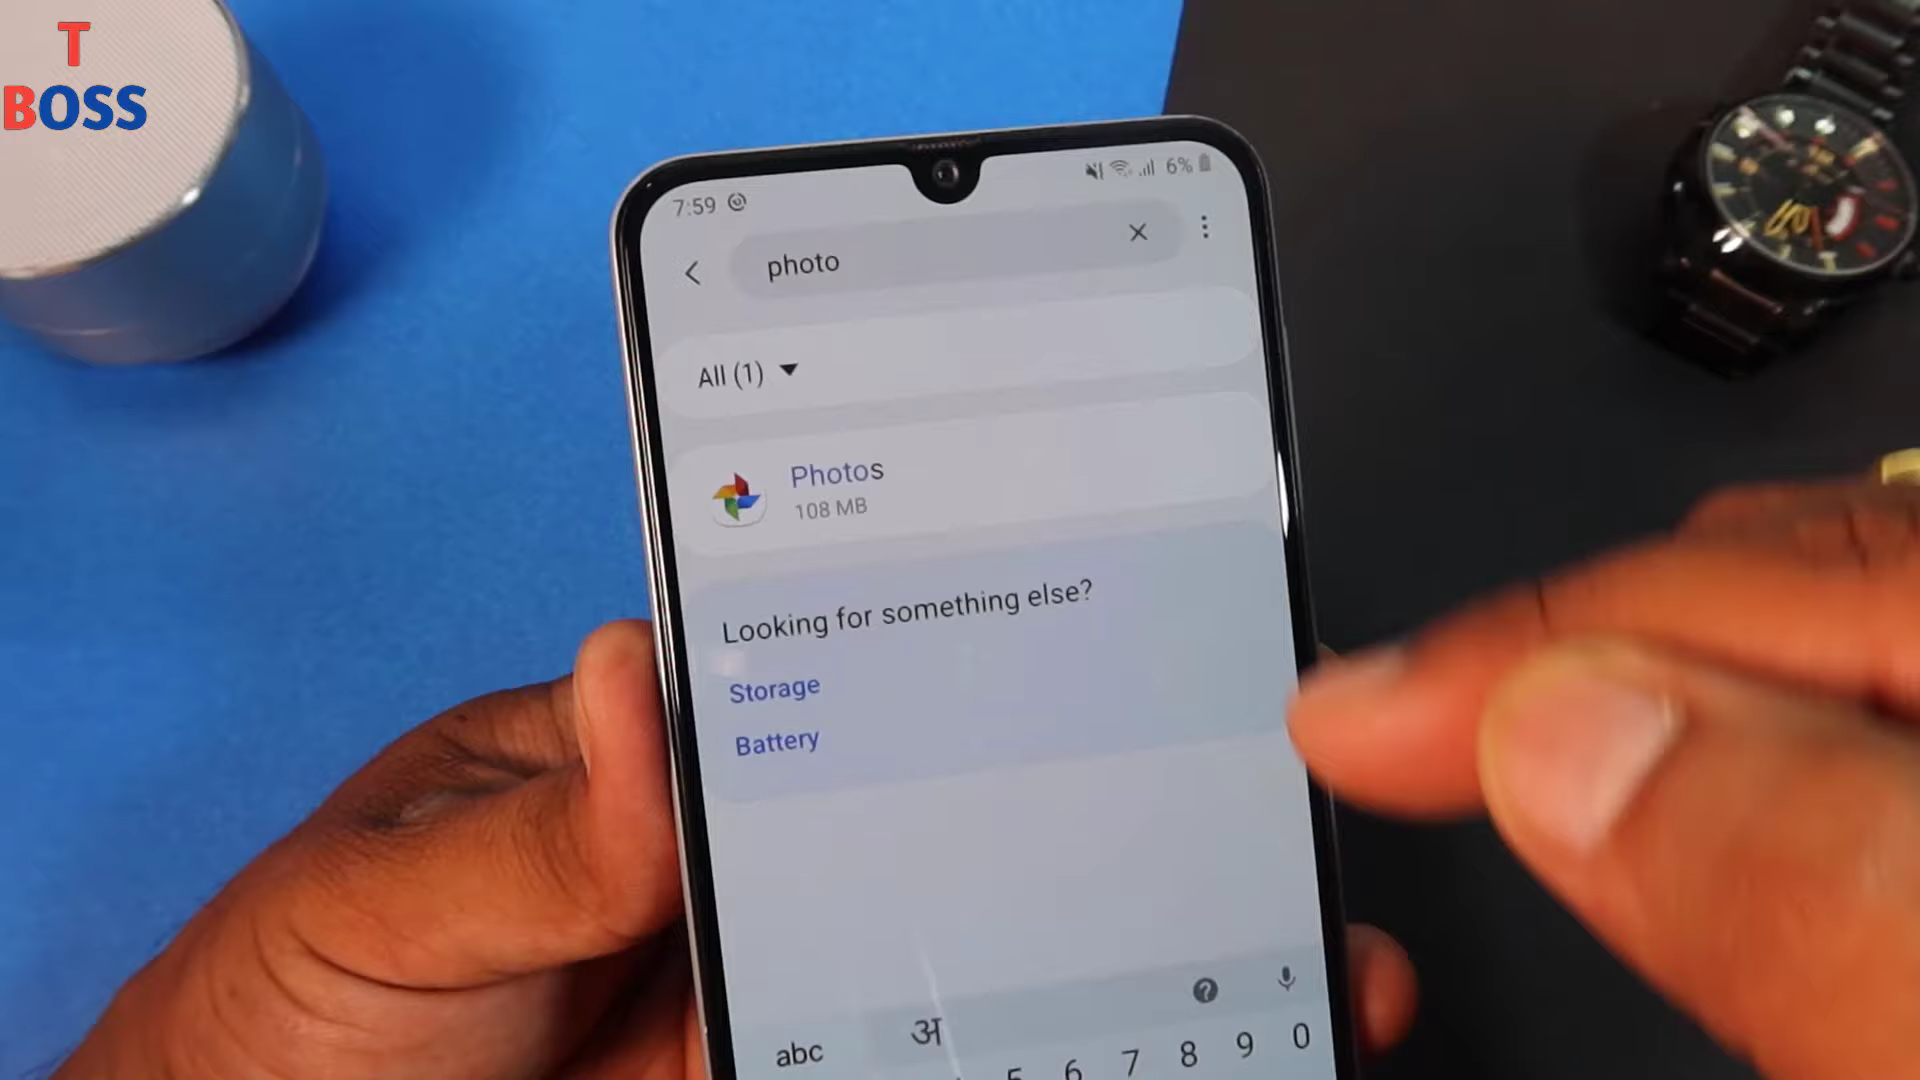 T
BOSS
7:59
6%
photo
All (1)
Photos
108 MB
Looking for something else?
Storage
Battery
abc
अ
5 6 7 8 9 0